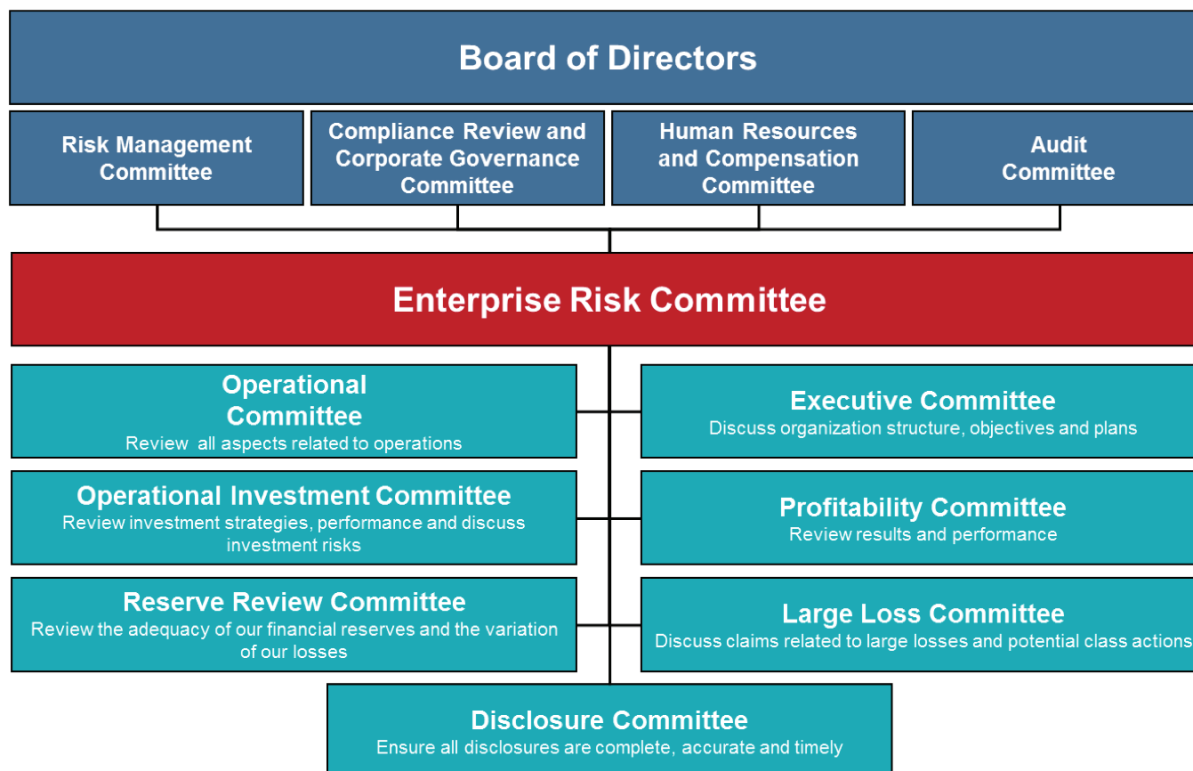 Board of Directors
Risk Management
Committee
Compliance Review and
Corporate Governance
Committee
Human Resources
and Compensation
Committee
Audit
Committee
Enterprise Risk Committee
Operational
Committee
Review all aspects related to operations
Executive Committee
Discuss organization structure, objectives and plans
Operational Investment Committee
Review investment strategies, performance and discuss
investment risks
Profitability Committee
Review results and performance
Reserve Review Committee
Review the adequacy of our financial reserves and the variation
of our losses
Large Loss Committee
Discuss claims related to large losses and potential class actions
Disclosure Committee
Ensure all disclosures are complete, accurate and timely